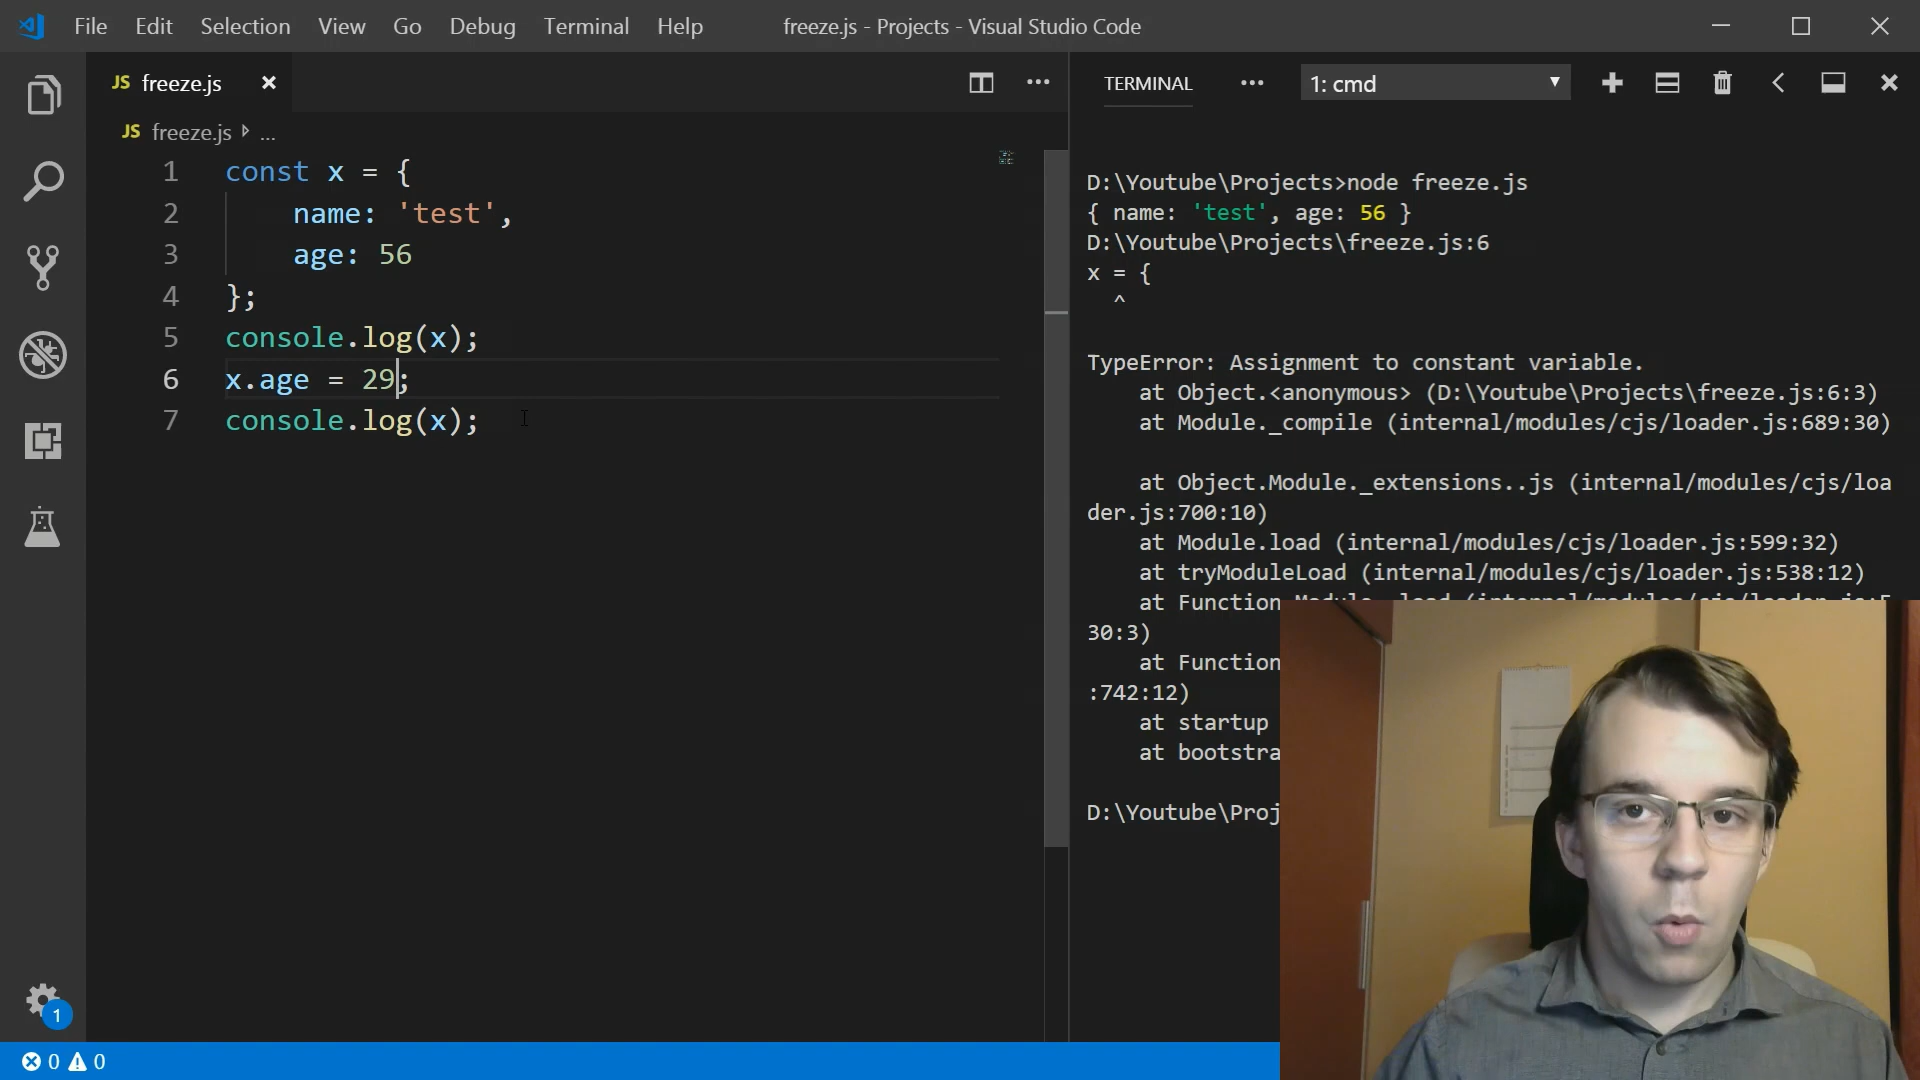 File Edit Selection View Go Debug Terminal Help freeze.js - Projects - Visual Studio Code
JS freeze.js
JS freeze.js ...
1 const x = {
2 name: 'test',
3 age: 56
4 };
5 console.log(x);
6 x.age = 29;
7 console.log(x);
TERMINAL 1: cmd
D:\Youtube\Projects>node freeze.js
{ name: 'test', age: 56 }
D:\Youtube\Projects\freeze.js:6
x = {
^
TypeError: Assignment to constant variable.
at Object.<anonymous> (D:\Youtube\Projects\freeze.js:6:3)
at Module._compile (internal/modules/cjs/loader.js:689:30)
at Object.Module._extensions..js (internal/modules/cjs/loa
der.js:700:10)
at Module.load (internal/modules/cjs/loader.js:599:32)
at tryModuleLoad (internal/modules/cjs/loader.js:538:12)
at Function
30:3)
at Function
:742:12)
at startup
at bootstra
D:\Youtube\Proj
1
0 0